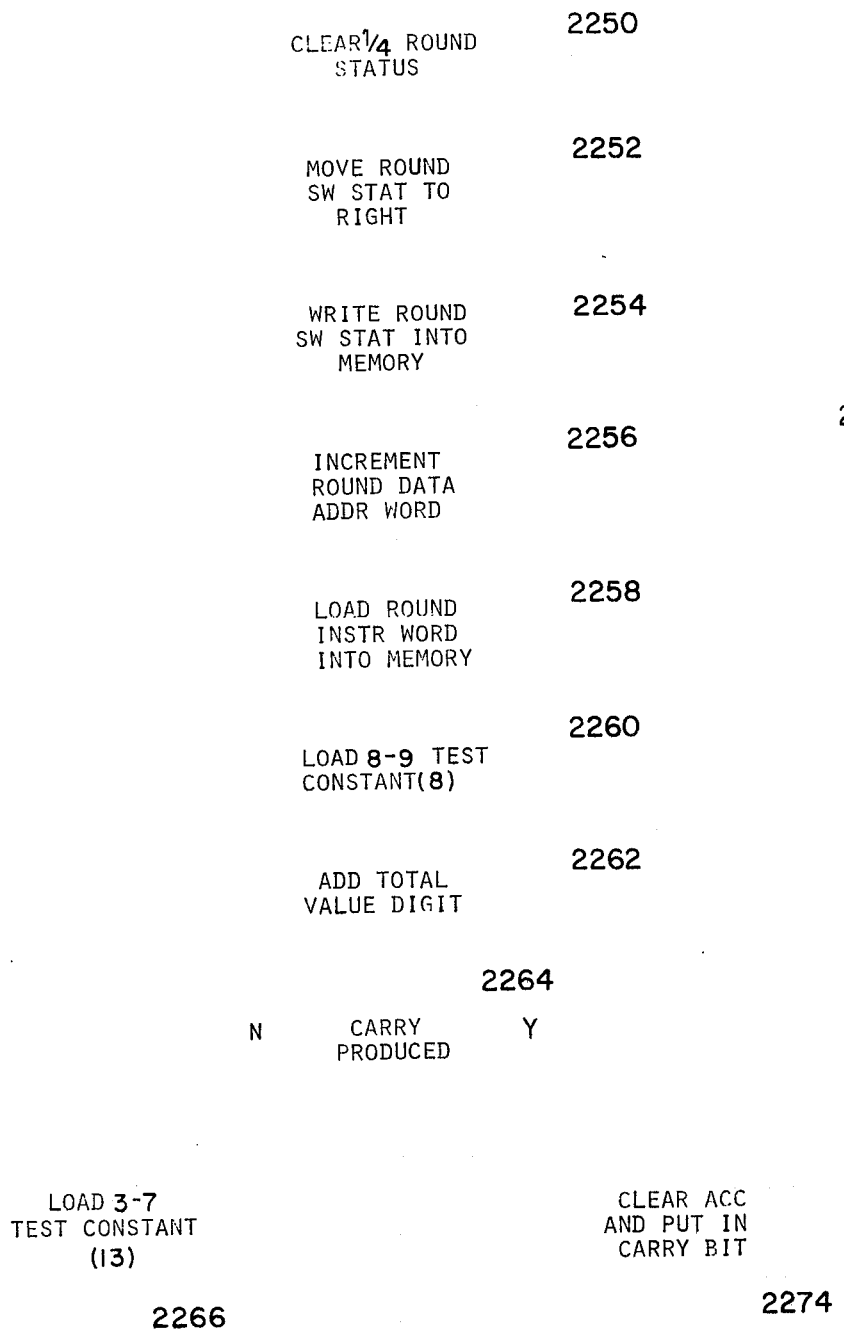 2250
CLEAR 1/4 ROUND
STATUS
2252
MOVE ROUND
SW STAT TO
RIGHT
2254
WRITE ROUND
SW STAT INTO
MEMORY
2256
INCREMENT
ROUND DATA
ADDR WORD
2258
LOAD ROUND
INSTR WORD
INTO MEMORY
2260
LOAD 8-9 TEST
CONSTANT(8)
2262
ADD TOTAL
VALUE DIGIT
2264
N CARRY Y
PRODUCED
LOAD 3-7
TEST CONSTANT
(13)
2266
CLEAR ACC
AND PUT IN
CARRY BIT
2274